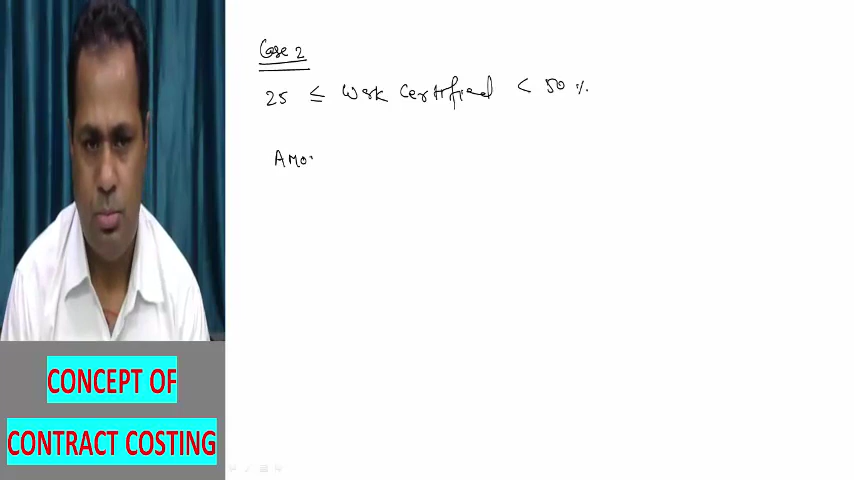 Case 2
25 ≤ Work Certified < 50 %
Amo
CONCEPT OF
CONTRACT COSTING